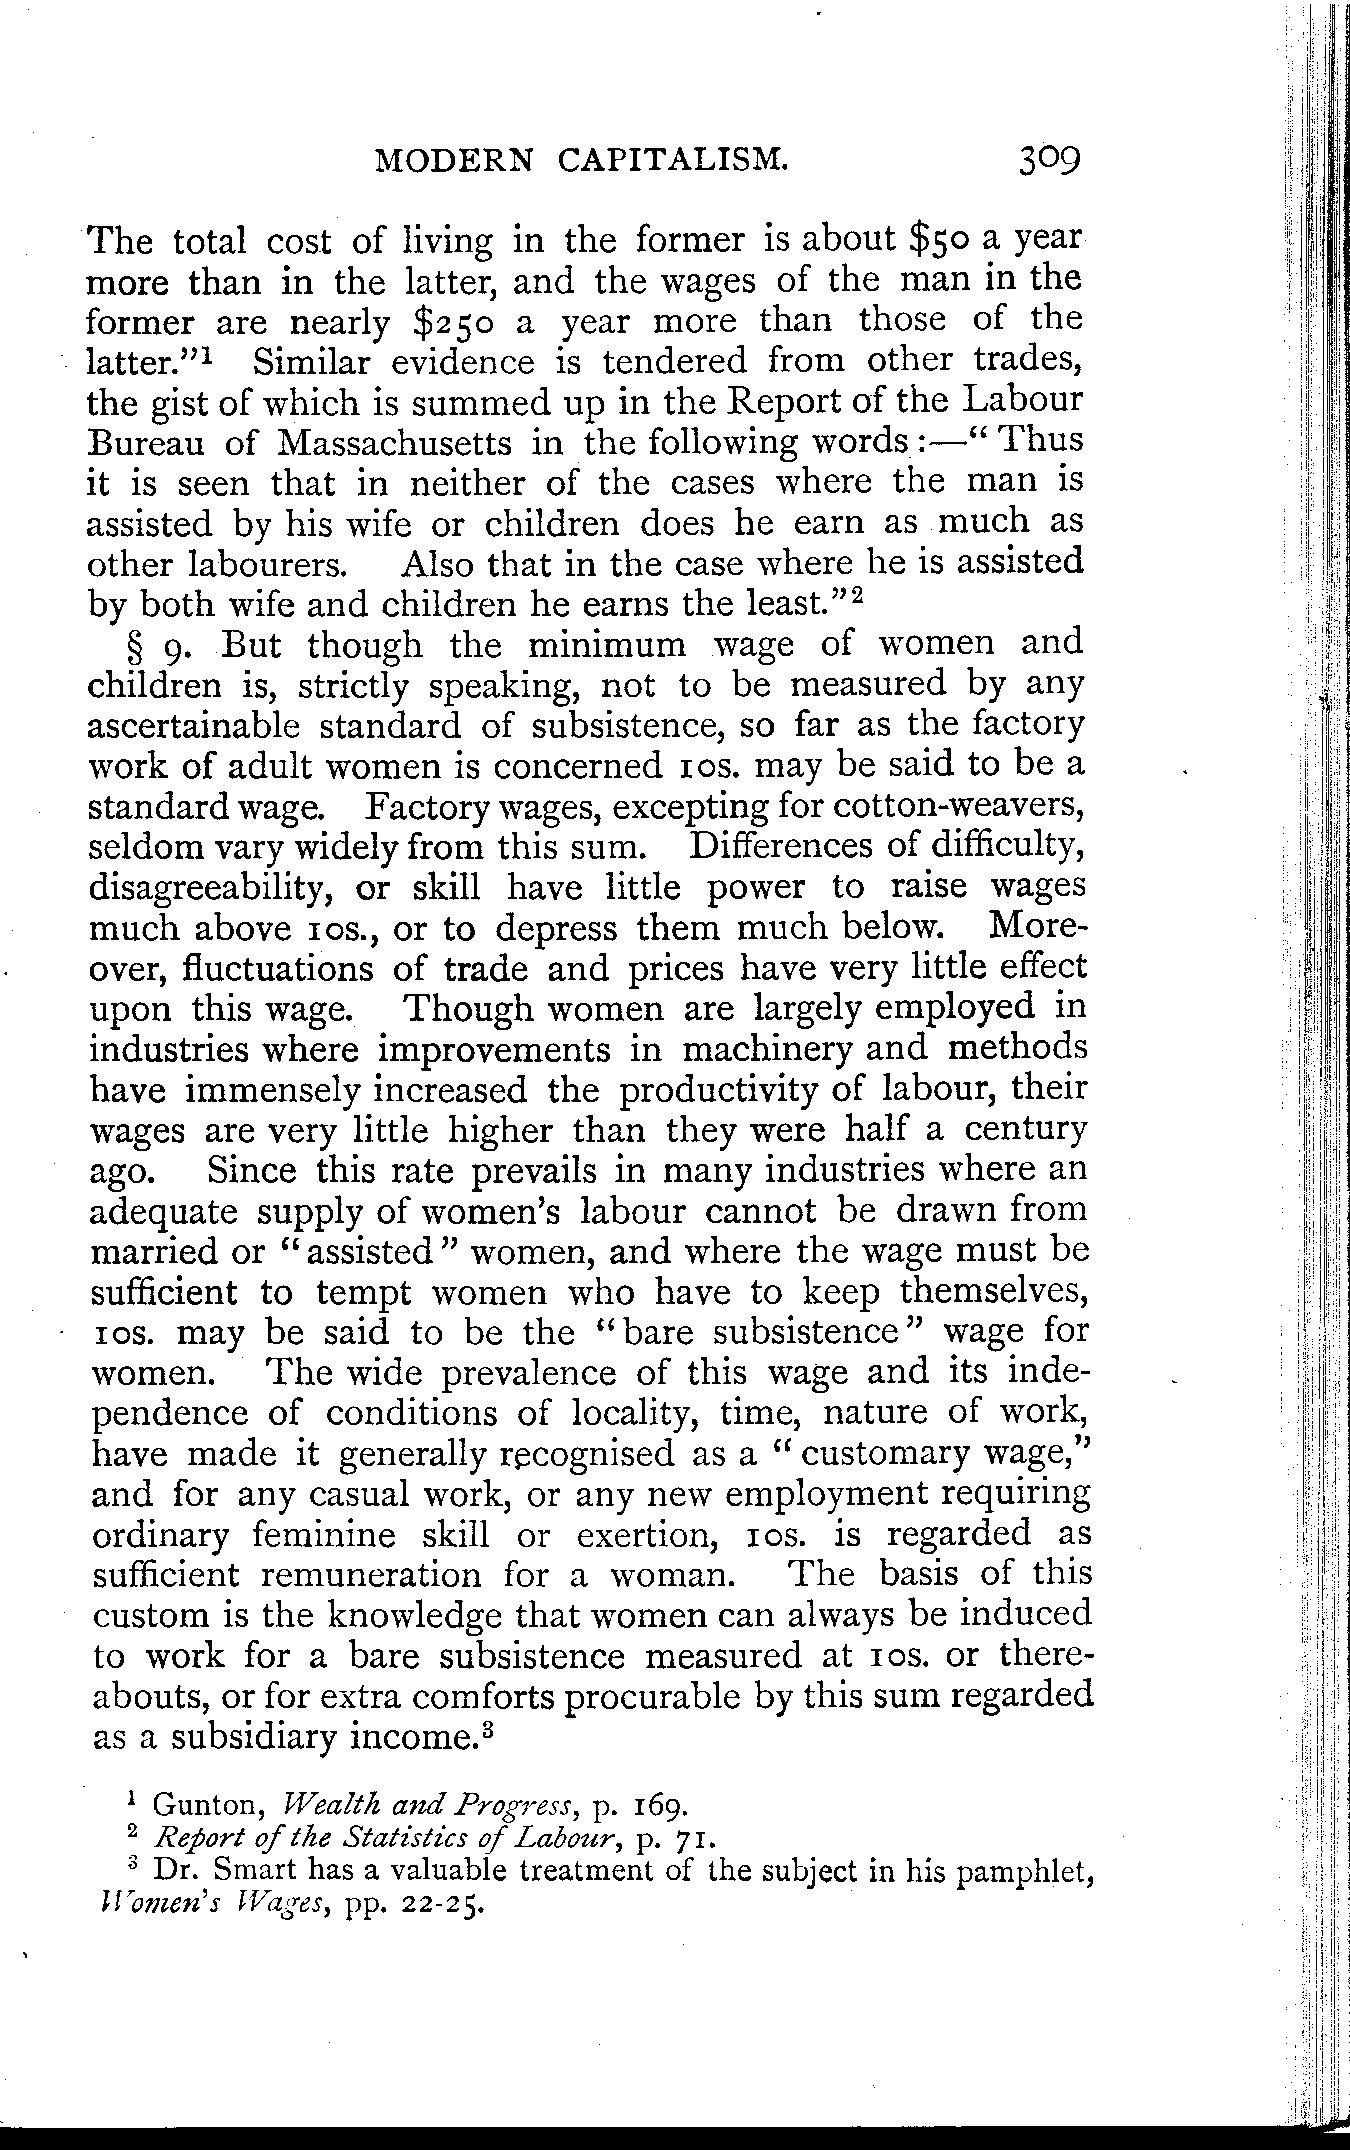 MODERN CAPITALISM. 309
The total cost of living in the former is about $50 a year
more than in the latter, and the wages of the man in the
former are nearly $250 a year more than those of the
latter."¹ Similar evidence is tendered from other trades,
the gist of which is summed up in the Report of the Labour
Bureau of Massachusetts in the following words:—"Thus
it is seen that in neither of the cases where the man is
assisted by his wife or children does he earn as much as
other labourers. Also that in the case where he is assisted
by both wife and children he earns the least."²
§ 9. But though the minimum wage of women and
children is, strictly speaking, not to be measured by any
ascertainable standard of subsistence, so far as the factory
work of adult women is concerned 10s. may be said to be a
standard wage. Factory wages, excepting for cotton-weavers,
seldom vary widely from this sum. Differences of difficulty,
disagreeability, or skill have little power to raise wages
much above 10s., or to depress them much below. More-
over, fluctuations of trade and prices have very little effect
upon this wage. Though women are largely employed in
industries where improvements in machinery and methods
have immensely increased the productivity of labour, their
wages are very little higher than they were half a century
ago. Since this rate prevails in many industries where an
adequate supply of women's labour cannot be drawn from
married or "assisted" women, and where the wage must be
sufficient to tempt women who have to keep themselves,
10s. may be said to be the "bare subsistence" wage for
women. The wide prevalence of this wage and its inde-
pendence of conditions of locality, time, nature of work,
have made it generally recognised as a "customary wage,"
and for any casual work, or any new employment requiring
ordinary feminine skill or exertion, 10s. is regarded as
sufficient remuneration for a woman. The basis of this
custom is the knowledge that women can always be induced
to work for a bare subsistence measured at 10s. or there-
abouts, or for extra comforts procurable by this sum regarded
as a subsidiary income.³
¹ Gunton, Wealth and Progress, p. 169.
² Report of the Statistics of Labour, p. 71.
³ Dr. Smart has a valuable treatment of the subject in his pamphlet,
Women's Wages, pp. 22-25.